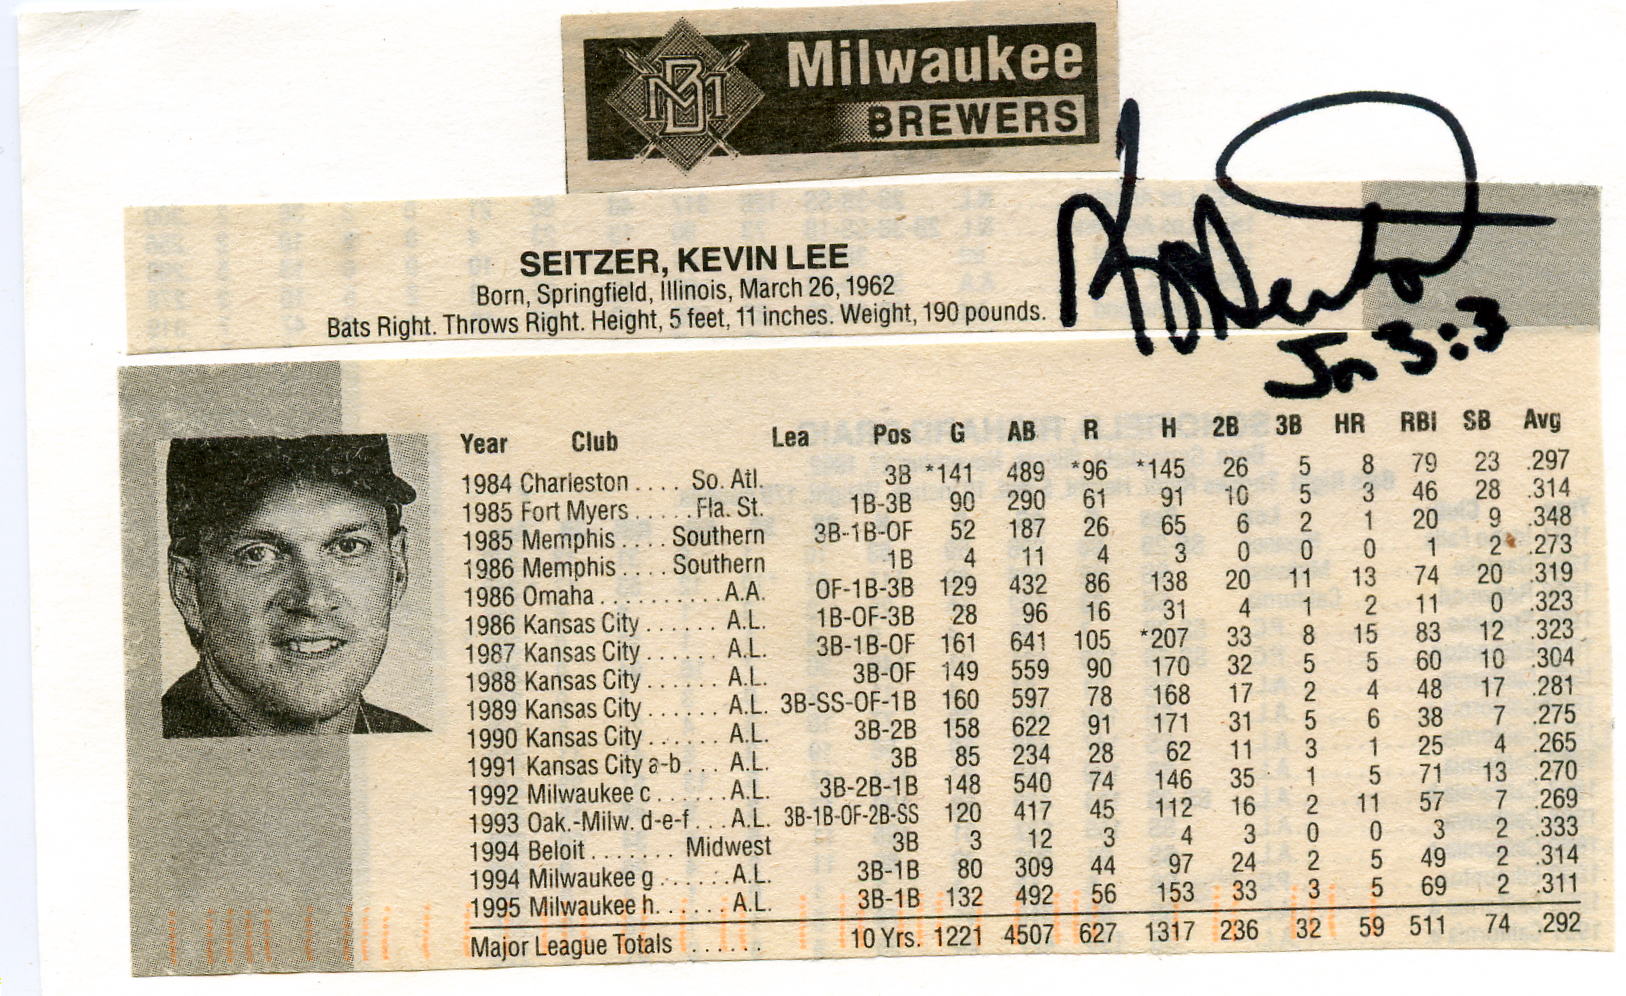 Milwaukee
BREWERS
SEITZER, KEVIN LEE
Born, Springfield, Illinois, March 26, 1962
Bats Right. Throws Right. Height, 5 feet, 11 inches. Weight, 190 pounds.
Jn 3:3
Year Club Lea Pos G AB R H 2B 3B HR RBI SB Avg
1984 Charleston .... So. Atl. 3B *141 489 *96 *145 26 5 8 79 23 .297
1985 Fort Myers ..... Fla. St. 1B-3B 90 290 61 91 10 5 3 46 28 .314
1985 Memphis .... Southern 3B-1B-OF 52 187 26 65 6 2 1 20 9 .348
1986 Memphis .... Southern 1B 4 11 4 3 0 0 0 1 2 .273
1986 Omaha .......... A.A. OF-1B-3B 129 432 86 138 20 11 13 74 20 .319
1986 Kansas City ...... A.L. 1B-OF-3B 28 96 16 31 4 1 2 11 0 .323
1987 Kansas City ...... A.L. 3B-1B-OF 161 641 105 *207 33 8 15 83 12 .323
1988 Kansas City ...... A.L. 3B-OF 149 559 90 170 32 5 5 60 10 .304
1989 Kansas City ...... A.L. 3B-SS-OF-1B 160 597 78 168 17 2 4 48 17 .281
1990 Kansas City ...... A.L. 3B-2B 158 622 91 171 31 5 6 38 7 .275
1991 Kansas City a-b ... A.L. 3B 85 234 28 62 11 3 1 25 4 .265
1992 Milwaukee c ...... A.L. 3B-2B-1B 148 540 74 146 35 1 5 71 13 .270
1993 Oak.-Milw. d-e-f ... A.L. 3B-1B-OF-2B-SS 120 417 45 112 16 2 11 57 7 .269
1994 Beloit ....... Midwest 3B 3 12 3 4 3 0 0 3 2 .333
1994 Milwaukee g ...... A.L. 3B-1B 80 309 44 97 24 2 5 49 2 .314
1995 Milwaukee h. ..... A.L. 3B-1B 132 492 56 153 33 3 5 69 2 .311
Major League Totals ...... 10 Yrs. 1221 4507 627 1317 236 32 59 511 74 .292